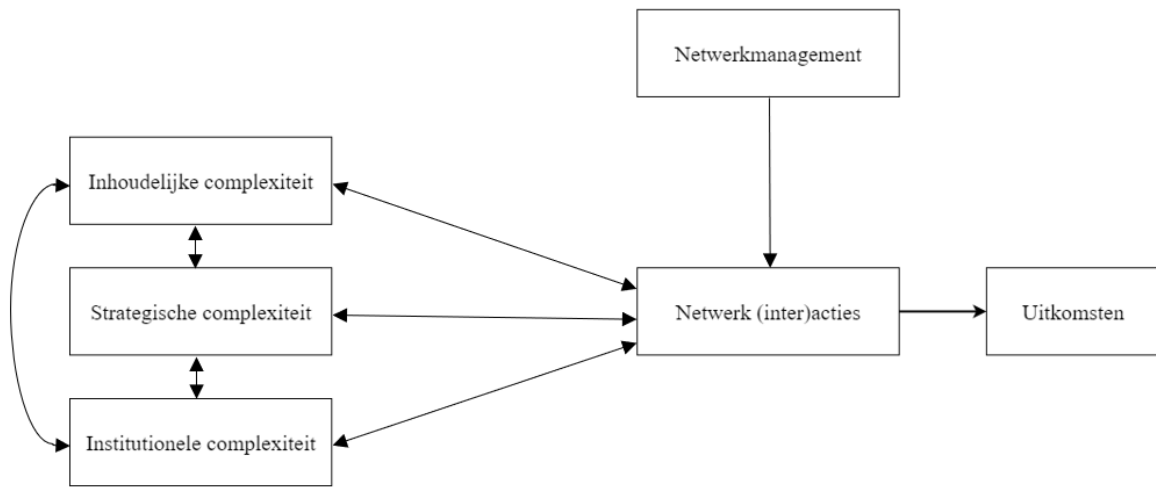 Netwerkmanagement
Inhoudelijke complexiteit
Strategische complexiteit
Netwerk (inter)acties
Uitkomsten
Institutionele complexiteit